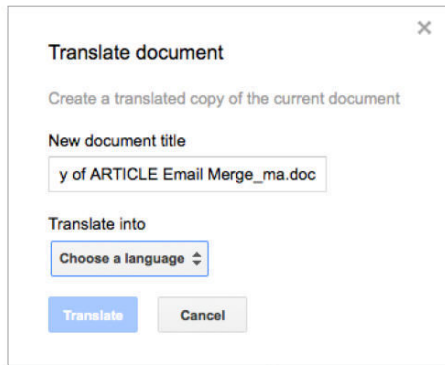 Translate document
Create a translated copy of the current document
New document title
y of ARTICLE Email Merge_ma.doc
Translate into
Choose a language
Translate Cancel